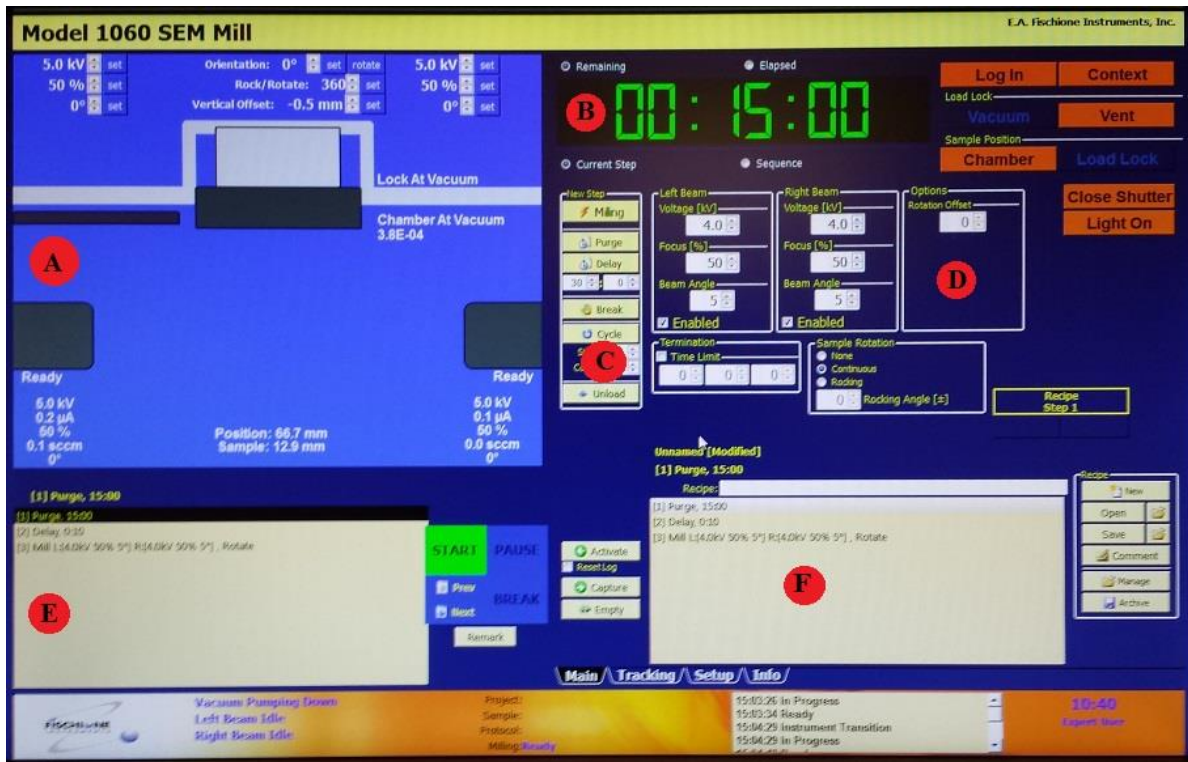 Model 1060 SEM Mill
E.A. Fischione Instruments, Inc.
5.0 kV set Orientation: 0° set rotate 5.0 kV set
50 % set Rock/Rotate: 360 set 50 % set
0° set Vertical Offset: -0.5 mm set 0° set
Lock At Vacuum
Chamber At Vacuum
3.8E-04
A
Ready
Ready
5.0 kV
0.2 µA
50 %
0.1 sccm
0°
Position: 66.7 mm
Sample: 12.9 mm
5.0 kV
0.1 µA
50 %
0.0 sccm
0°
Remaining Elapsed
B
00:15:00
Current Step Sequence
Log In Context
Load Lock
Vacuum Vent
Sample Position
Chamber Load Lock
Close Shutter
Light On
New Step
Milling
Purge
Delay
30 : 0
Break
Cycle
C
Unload
Left Beam
Voltage [kV]
4.0
Focus [%]
50
Beam Angle
5
Enabled
Right Beam
Voltage [kV]
4.0
Focus [%]
50
Beam Angle
5
Enabled
Options
Rotation Offset
0
D
Termination
Time Limit
0 0 0
Sample Rotation
None
Continuous
Rocking
0 Rocking Angle [±]
Recipe
Step 1
[1] Purge, 15:00
[1] Purge, 15:00
[2] Delay, 0:10
[3] Mill L:[4.0kV 50% 5°] R:[4.0kV 50% 5°] , Rotate
E
START PAUSE
Prev
BREAK
Next
Remark
Activate
Reset Log
Capture
Empty
Unnamed [Modified]
[1] Purge, 15:00
Recipe:
[1] Purge, 15:00
[2] Delay, 0:10
[3] Mill L:[4.0kV 50% 5°] R:[4.0kV 50% 5°] , Rotate
F
Recipe
New
Open
Save
Comment
Manage
Archive
Main Tracking Setup Info
FISCHIONE
Vacuum Pumping Down
Left Beam Idle
Right Beam Idle
Project:
Sample:
Protocol:
Milling:Ready
15:03:26 In Progress
15:03:34 Ready
15:04:29 Instrument Transition
15:04:29 In Progress
10:40
Expert User